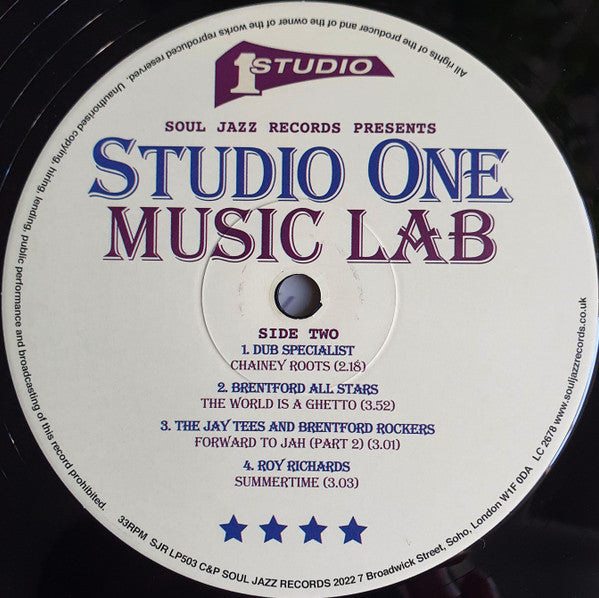 1 STUDIO
SOUL JAZZ RECORDS PRESENTS
STUDIO ONE
MUSIC LAB
SIDE TWO
1. DUB SPECIALIST
CHAINEY ROOTS (2.18)
2. BRENTFORD ALL STARS
THE WORLD IS A GHETTO (3.52)
3. THE JAY TEES AND BRENTFORD ROCKERS
FORWARD TO JAH (PART 2) (3.01)
4. ROY RICHARDS
SUMMERTIME (3.03)
All rights of the producer and of the owner of the works reproduced reserved. Unauthorised copying, hiring, lending, public performance and broadcasting of this record prohibited.
33RPM SJR LP503 C&P SOUL JAZZ RECORDS 2022 7 Broadwick Street, Soho, London W1F 0DA LC 2678 www.souljazzrecords.co.uk